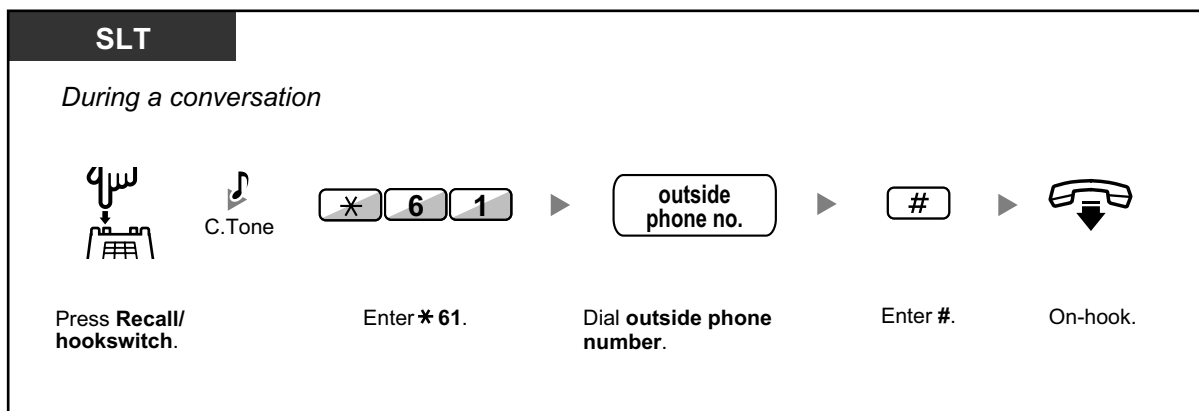 SLT
During a conversation
C.Tone
* 6 1
outside
phone no.
#
Press Recall/
hookswitch.
Enter * 61.
Dial outside phone
number.
Enter #.
On-hook.